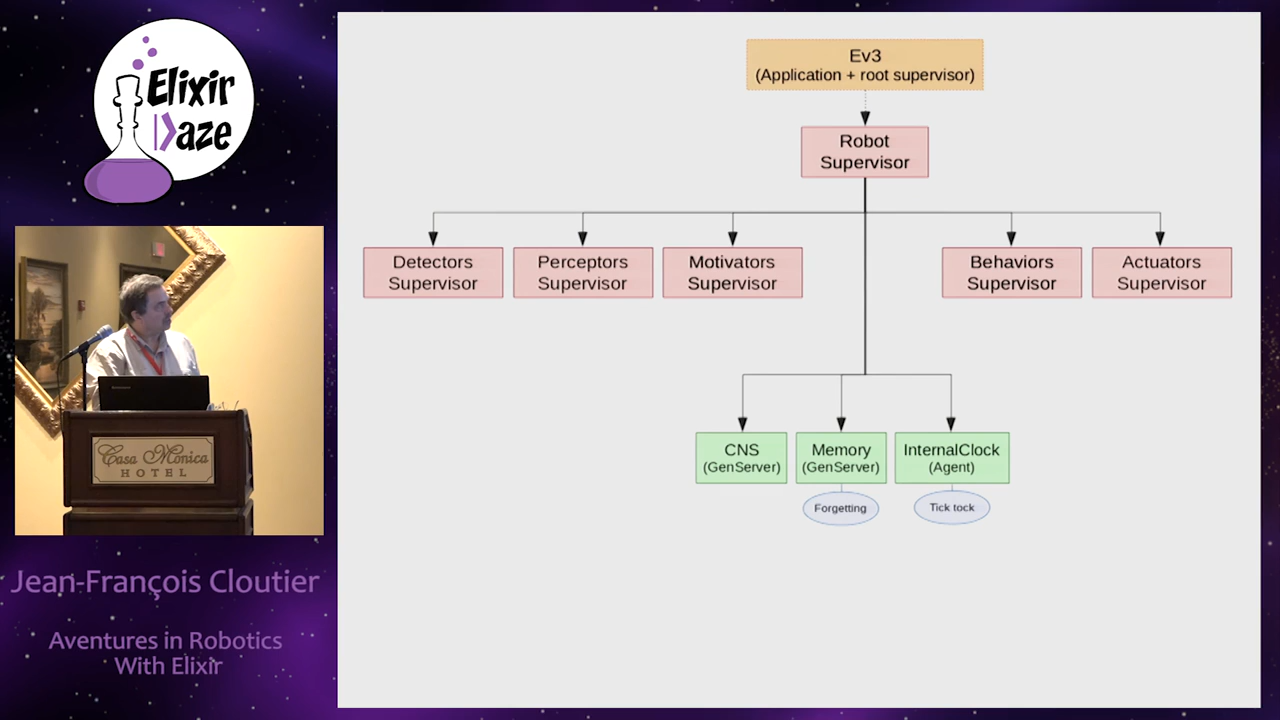 Elixir
Daze
Casa Monica
HOTEL
Jean-François Cloutier
Aventures in Robotics
With Elixir
Ev3
(Application + root supervisor)
Robot
Supervisor
Detectors
Supervisor
Perceptors
Supervisor
Motivators
Supervisor
Behaviors
Supervisor
Actuators
Supervisor
CNS
(GenServer)
Memory
(GenServer)
InternalClock
(Agent)
Forgetting
Tick tock